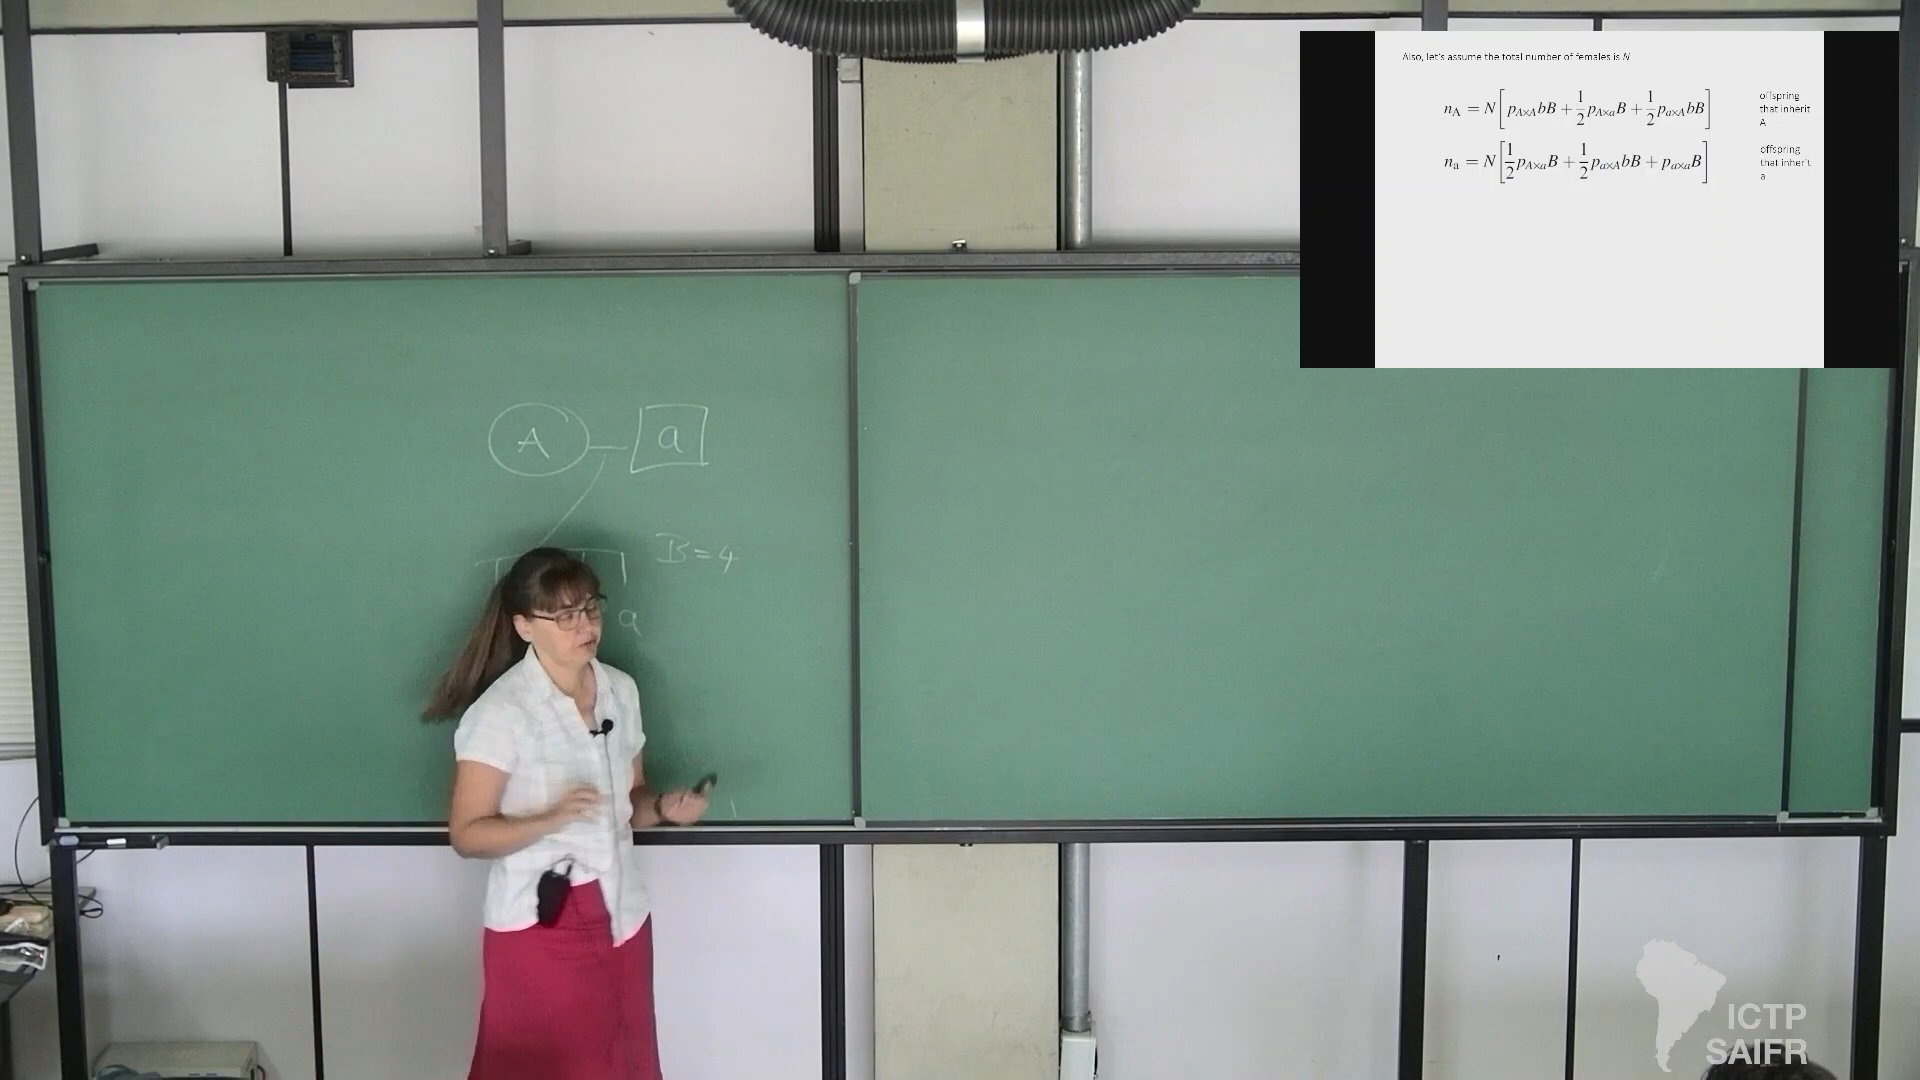 Also, let's assume the total number of females is N
n_A = N[p_{A×A}bB + 1/2 p_{A×a}B + 1/2 p_{a×A}bB]
offspring
that inherit
A
n_a = N[1/2 p_{A×a}B + 1/2 p_{a×A}bB + p_{a×a}B]
offspring
that inherit
a
A
a
B=4
a
ICTP
SAIFR